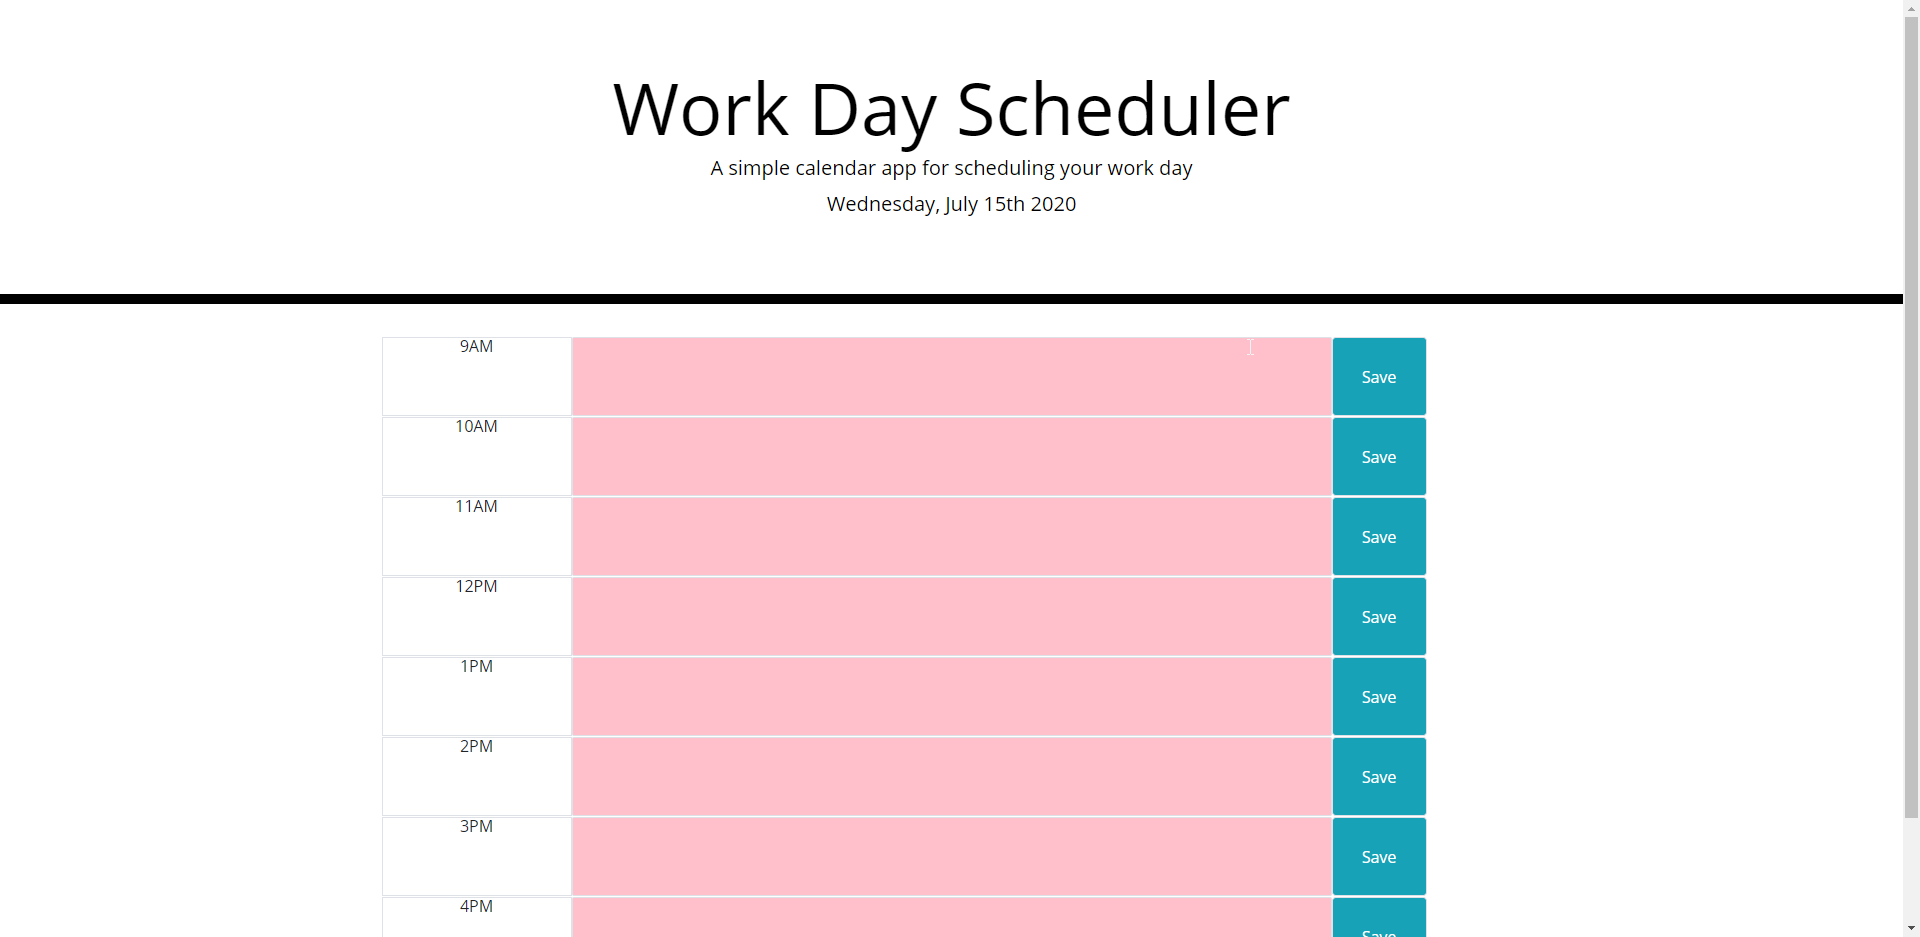 Work Day Scheduler
A simple calendar app for scheduling your work day
Wednesday, July 15th 2020
9AM
Save
10AM
Save
11AM
Save
12PM
Save
1PM
Save
2PM
Save
3PM
Save
4PM
Save